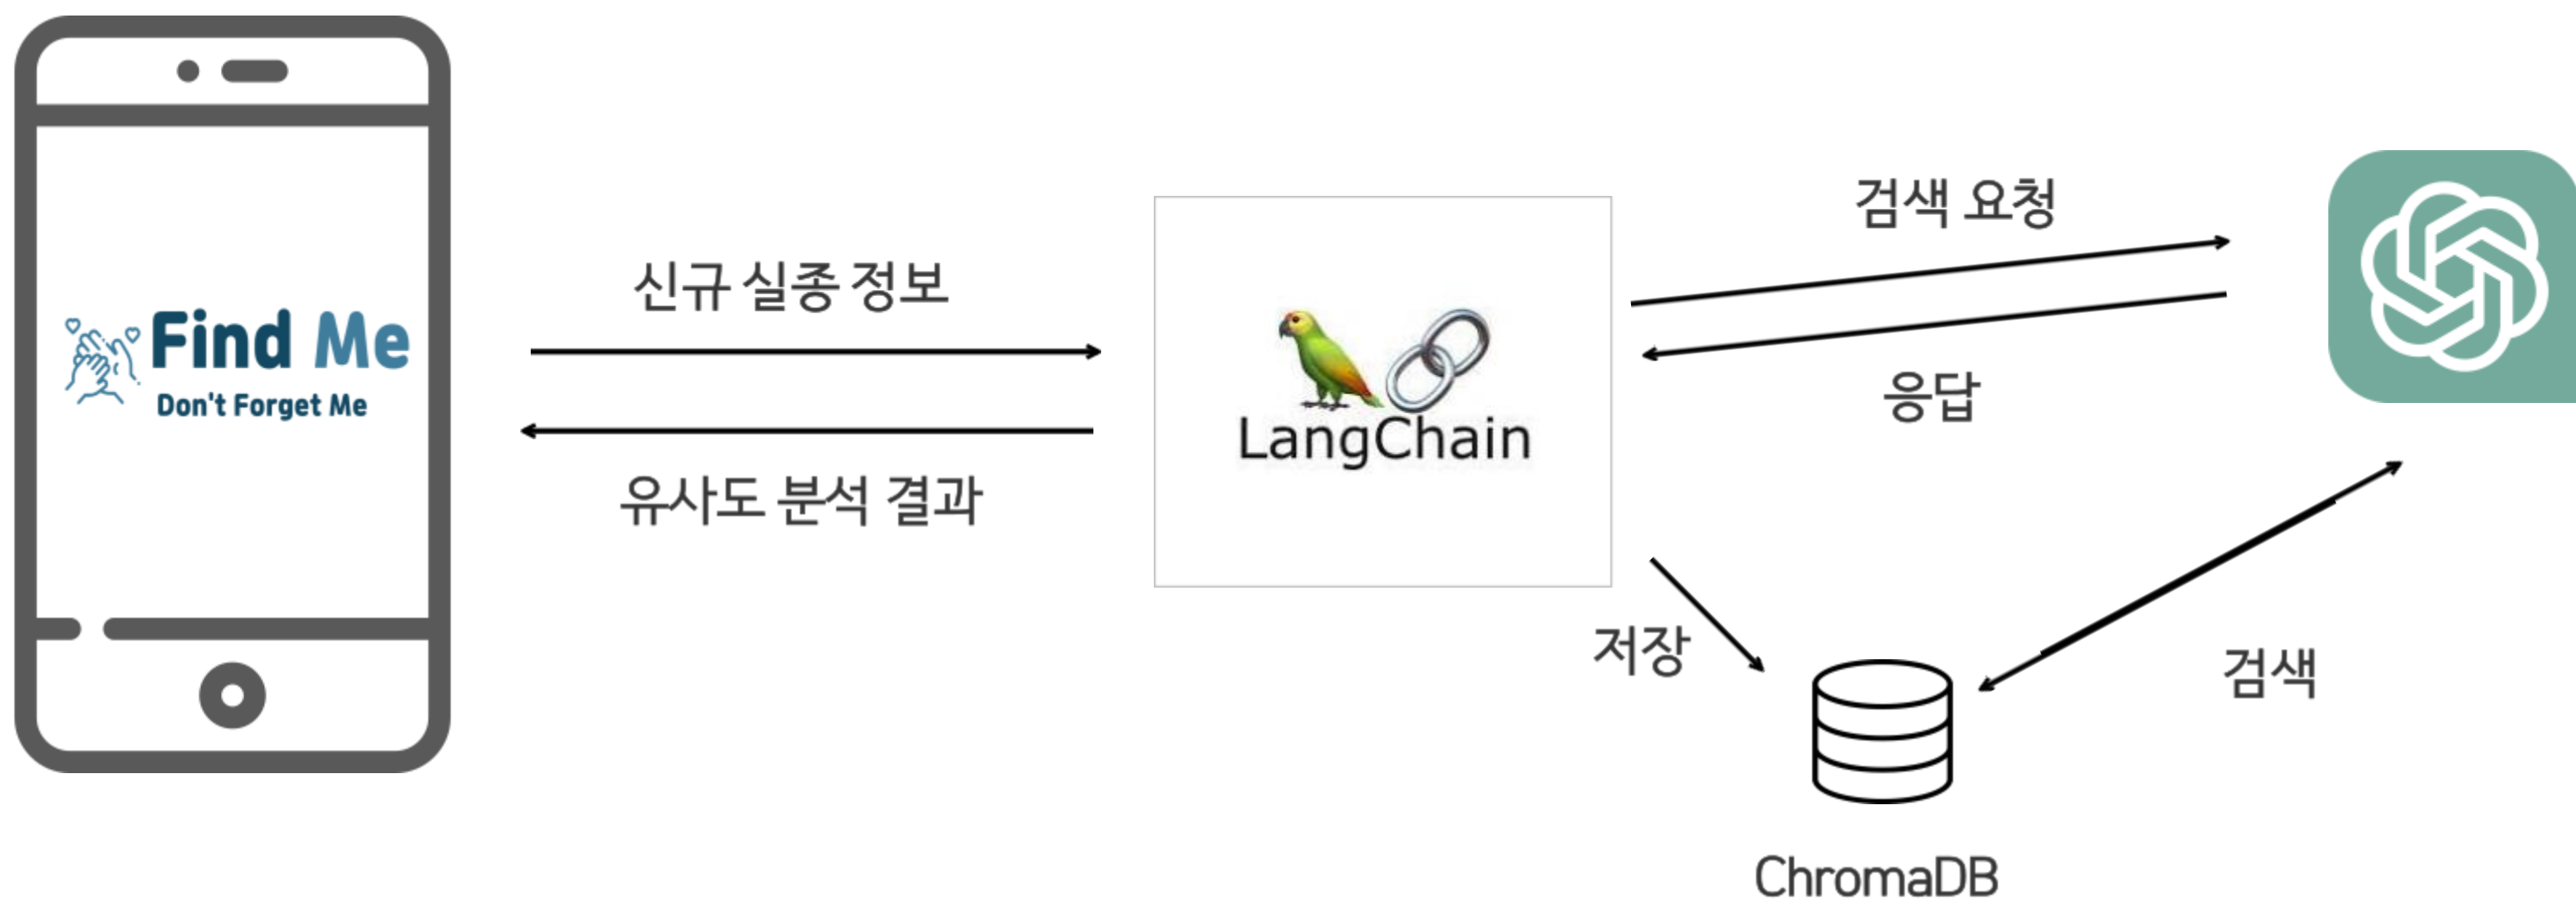 Find Me
Don't Forget Me
신규 실종 정보
유사도 분석 결과
LangChain
검색 요청
응답
저장
검색
ChromaDB